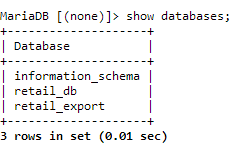 MariaDB [(none)]> show databases;
+--------------------+
| Database           |
+--------------------+
| information_schema |
| retail_db          |
| retail_export      |
+--------------------+
3 rows in set (0.01 sec)